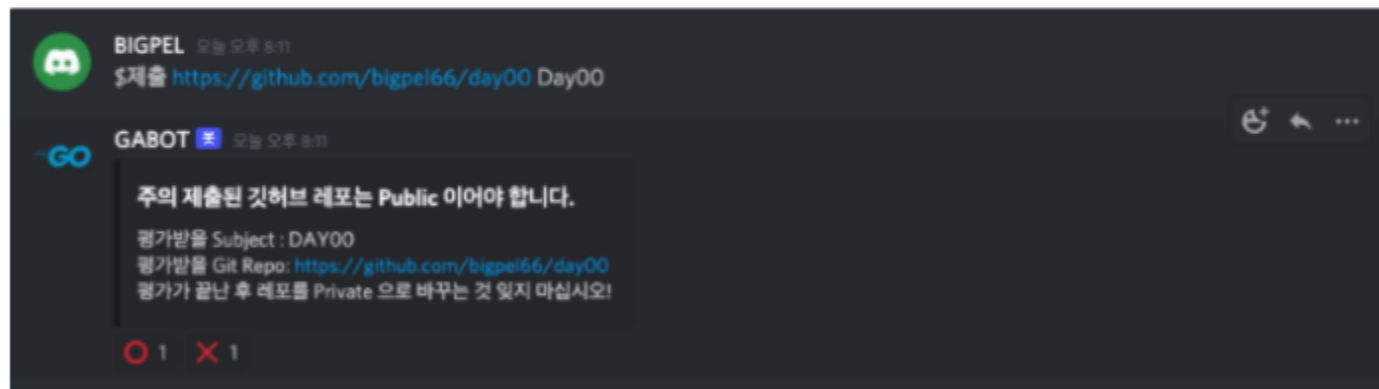 BIGPEL 오늘 오후 8:11
$제출 https://github.com/bigpel66/day00 Day00
GO
GABOT 봇 오늘 오후 8:11
주의 제출된 깃허브 레포는 Public 이어야 합니다.
평가받을 Subject : DAY00
평가받을 Git Repo: https://github.com/bigpel66/day00
평가가 끝난 후 레포를 Private 으로 바꾸는 것 잊지 마십시오!
1 1